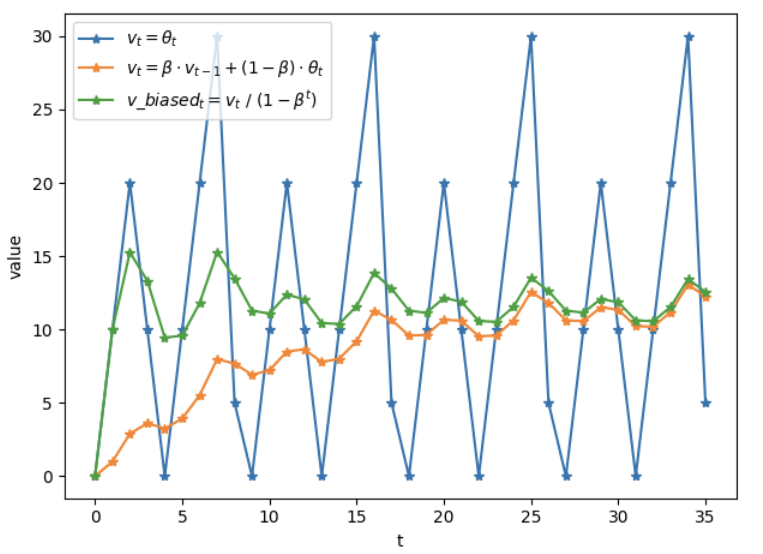 30
25
20
15
10
5
0
value
v_t = θ_t
v_t = β · v_{t−1} + (1 − β) · θ_t
v_biased_t = v_t / (1 − β^t)
0 5 10 15 20 25 30 35
t